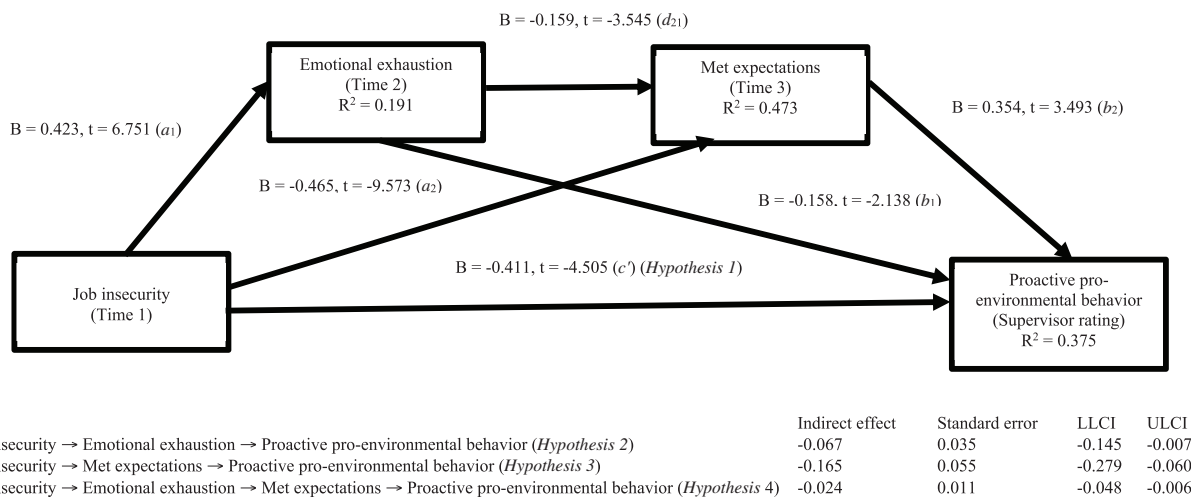 B = -0.159, t = -3.545 (d21)
Emotional exhaustion
(Time 2)
R² = 0.191
Met expectations
(Time 3)
R² = 0.473
B = 0.423, t = 6.751 (a1)
B = 0.354, t = 3.493 (b2)
B = -0.465, t = -9.573 (a2)
B = -0.158, t = -2.138 (b1)
B = -0.411, t = -4.505 (c') (Hypothesis 1)
Job insecurity
(Time 1)
Proactive pro-
environmental behavior
(Supervisor rating)
R² = 0.375
Indirect effect Standard error LLCI ULCI
nsecurity → Emotional exhaustion → Proactive pro-environmental behavior (Hypothesis 2) -0.067 0.035 -0.145 -0.007
nsecurity → Met expectations → Proactive pro-environmental behavior (Hypothesis 3) -0.165 0.055 -0.279 -0.060
nsecurity → Emotional exhaustion → Met expectations → Proactive pro-environmental behavior (Hypothesis 4) -0.024 0.011 -0.048 -0.006